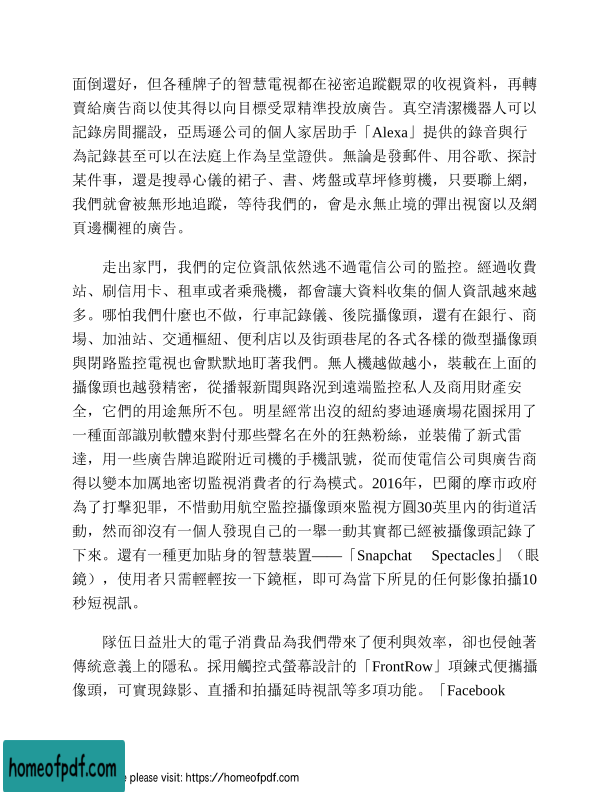 面倒還好，但各種牌子的智慧電視都在祕密追蹤觀眾的收視資料，再轉
賣給廣告商以使其得以向目標受眾精準投放廣告。真空清潔機器人可以
記錄房間擺設，亞馬遜公司的個人家居助手「Alexa」提供的錄音與行
為記錄甚至可以在法庭上作為呈堂證供。無論是發郵件、用谷歌、探討
某件事，還是搜尋心儀的裙子、書、烤盤或草坪修剪機，只要聯上網，
我們就會被無形地追蹤，等待我們的，會是永無止境的彈出視窗以及網
頁邊欄裡的廣告。
走出家門，我們的定位資訊依然逃不過電信公司的監控。經過收費
站、刷信用卡、租車或者乘飛機，都會讓大資料收集的個人資訊越來越
多。哪怕我們什麼也不做，行車記錄儀、後院攝像頭，還有在銀行、商
場、加油站、交通樞紐、便利店以及街頭巷尾的各式各樣的微型攝像頭
與閉路監控電視也會默默地盯著我們。無人機越做越小，裝載在上面的
攝像頭也越發精密，從播報新聞與路況到遠端監控私人及商用財產安
全，它們的用途無所不包。明星經常出沒的紐約麥迪遜廣場花園採用了
一種面部識別軟體來對付那些聲名在外的狂熱粉絲，並裝備了新式雷
達，用一些廣告牌追蹤附近司機的手機訊號，從而使電信公司與廣告商
得以變本加厲地密切監視消費者的行為模式。2016年，巴爾的摩市政府
為了打擊犯罪，不惜動用航空監控攝像頭來監視方圓30英里內的街道活
動，然而卻沒有一個人發現自己的一舉一動其實都已經被攝像頭記錄了
下來。還有一種更加貼身的智慧裝置——「Snapchat Spectacles」（眼
鏡），使用者只需輕輕按一下鏡框，即可為當下所見的任何影像拍攝10
秒短視訊。
隊伍日益壯大的電子消費品為我們帶來了便利與效率，卻也侵蝕著
傳統意義上的隱私。採用觸控式螢幕設計的「FrontRow」項鍊式便攜攝
像頭，可實現錄影、直播和拍攝延時視訊等多項功能。「Facebook
homeofpdf.com
e please visit: https://homeofpdf.com